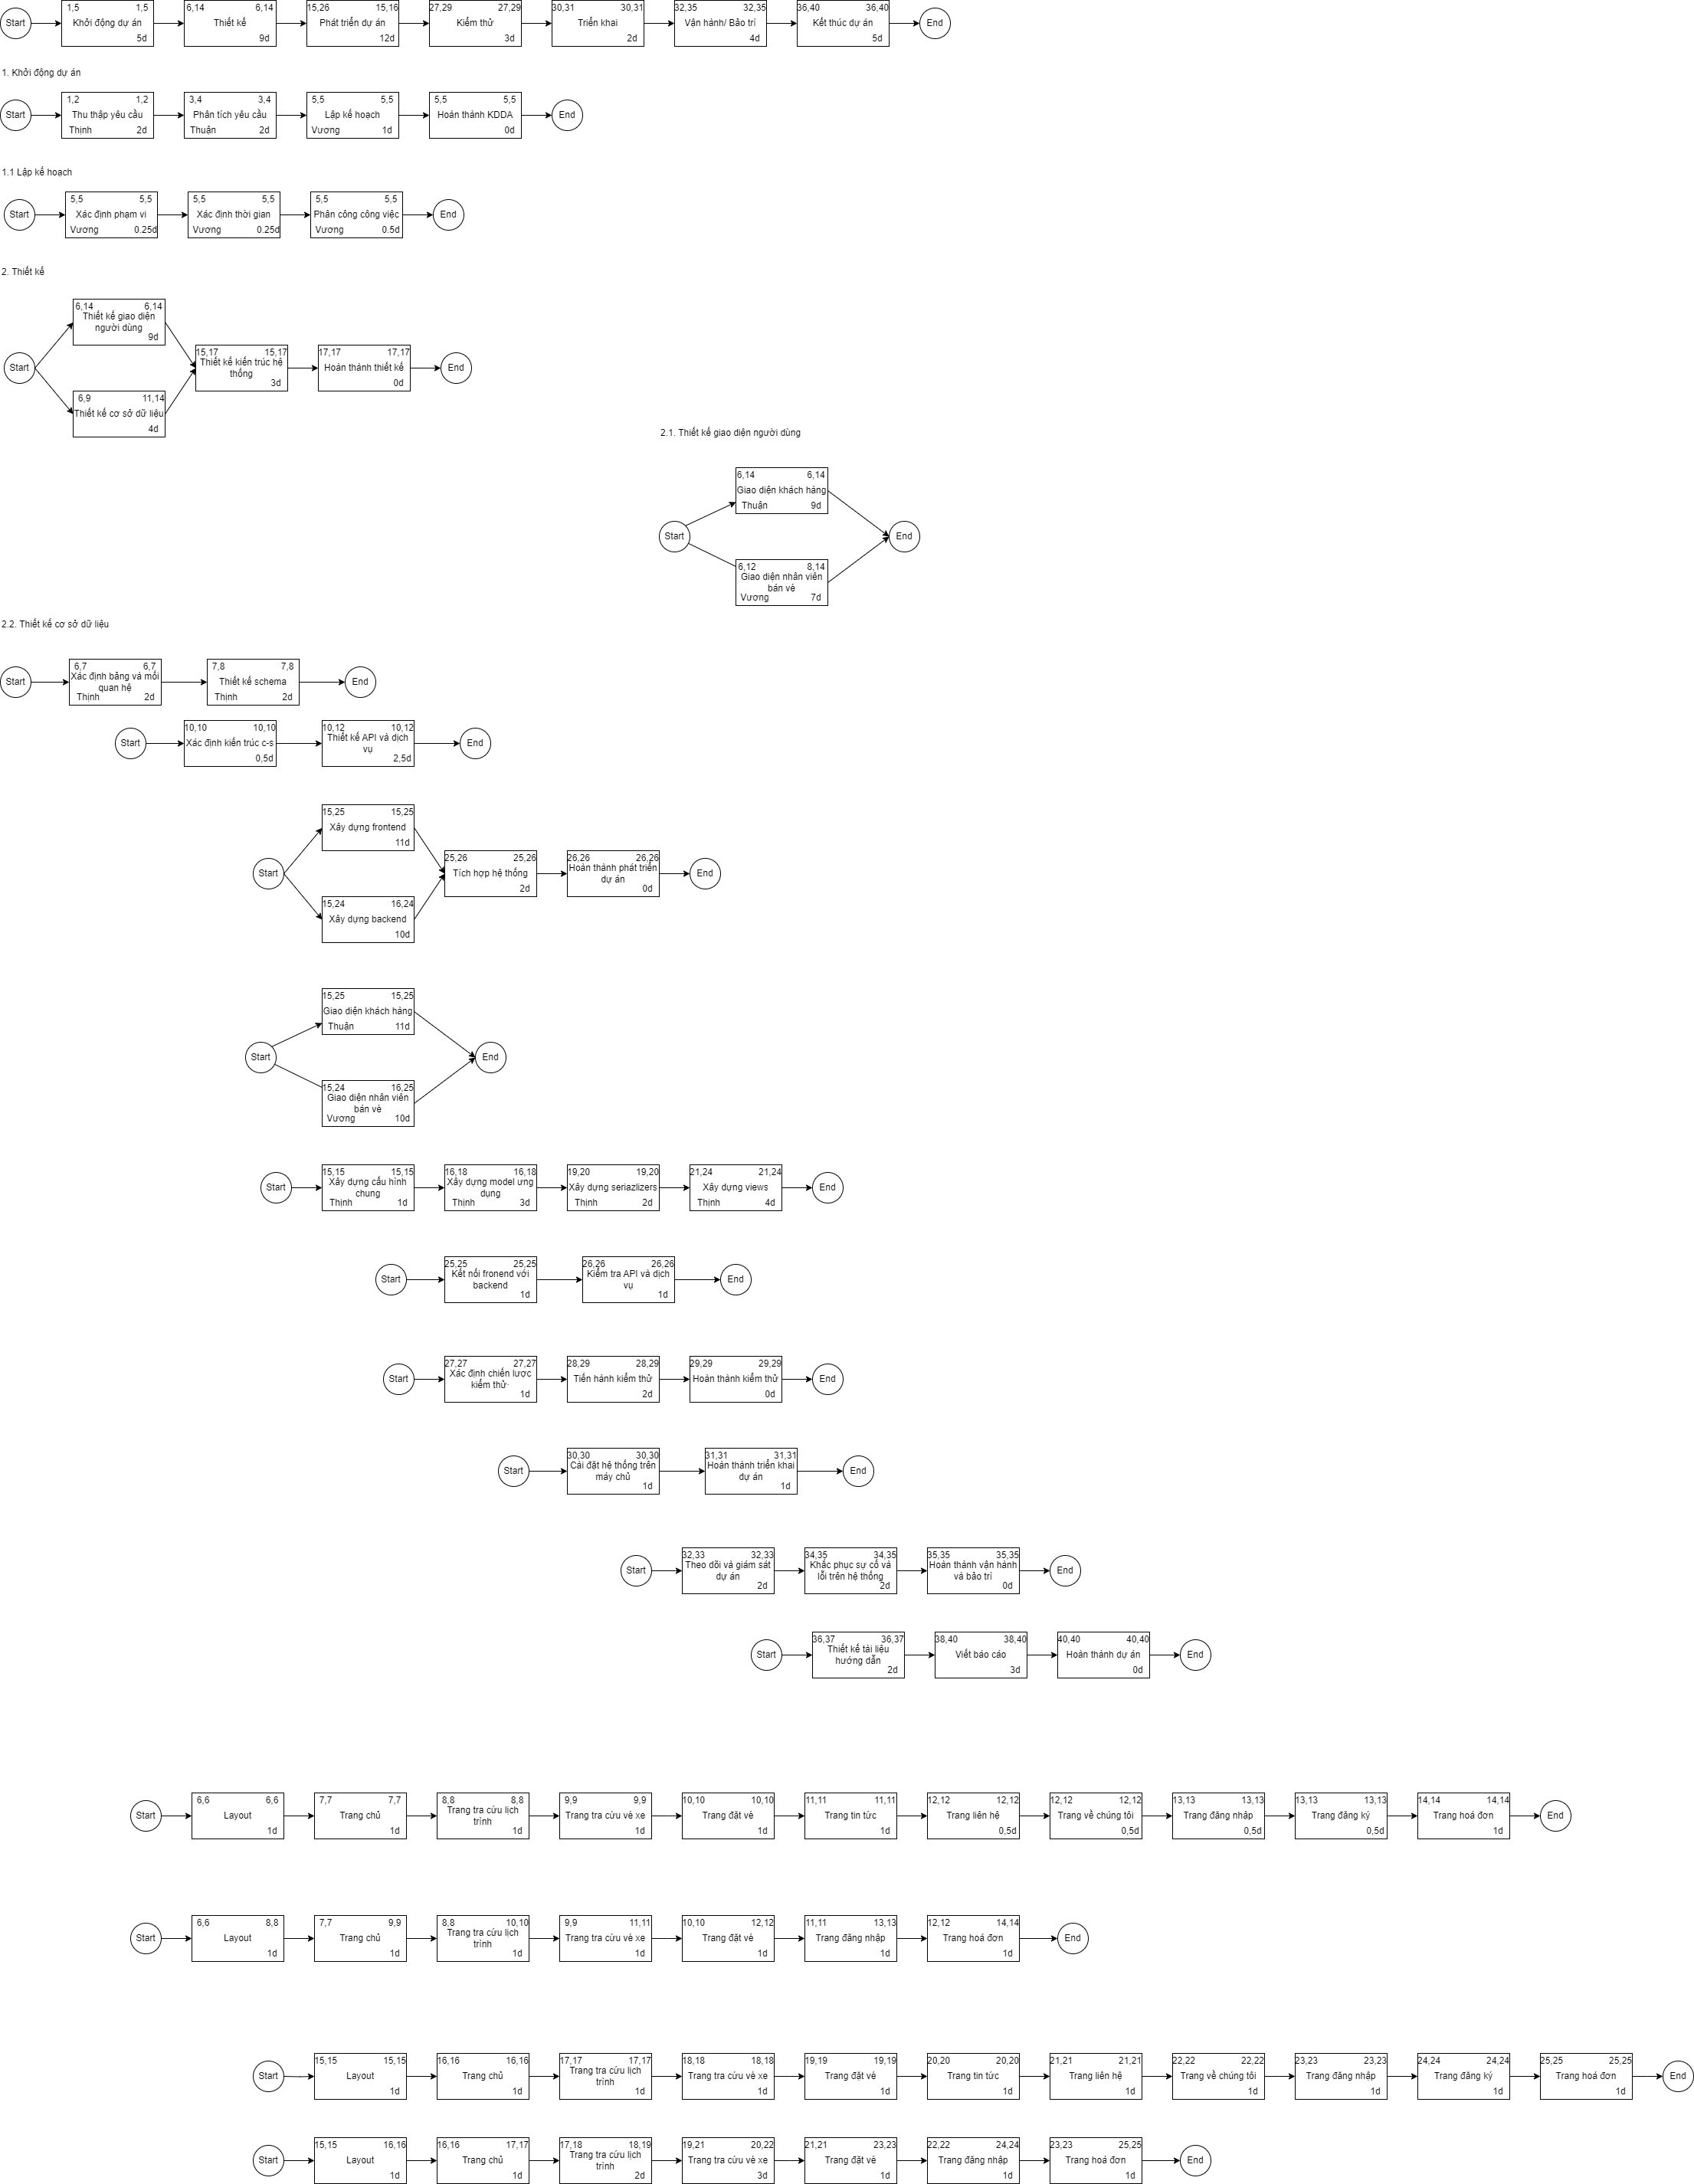 Start
1,5 1,5
Khởi động dự án
5d
6,14 6,14
Thiết kế
9d
15,26 15,16
Phát triển dự án
12d
27,29 27,29
Kiểm thử
3d
30,31 30,31
Triển khai
2d
32,35 32,35
Vận hành/ Bảo trì
4d
36,40 36,40
Kết thúc dự án
5d
End
1. Khởi động dự án
Start
1,2 1,2
Thu thập yêu cầu
Thịnh 2d
3,4 3,4
Phân tích yêu cầu
Thuận 2d
5,5 5,5
Lập kế hoạch
Vương 1d
5,5 5,5
Hoàn thành KDDA
0d
End
1.1 Lập kế hoạch
Start
5,5 5,5
Xác định phạm vi
Vương 0.25d
5,5 5,5
Xác định thời gian
Vương 0.25d
5,5 5,5
Phân công công việc
Vương 0.5d
End
2. Thiết kế
Start
6,14 6,14
Thiết kế giao diện
người dùng
9d
6,9 11,14
Thiết kế cơ sở dữ liệu
4d
15,17 15,17
Thiết kế kiến trúc hệ
thống
3d
17,17 17,17
Hoàn thành thiết kế
0d
End
2.1. Thiết kế giao diện người dùng
Start
6,14 6,14
Giao diện khách hàng
Thuận 9d
6,12 8,14
Giao diện nhân viên
bán vé
Vương 7d
End
2.2. Thiết kế cơ sở dữ liệu
Start
6,7 6,7
Xác định bảng và mối
quan hệ
Thịnh 2d
7,8 7,8
Thiết kế schema
Thịnh 2d
End
Start
10,10 10,10
Xác định kiến trúc c-s
0,5d
10,12 10,12
Thiết kế API và dịch
vụ
2,5d
End
Start
15,25 15,25
Xây dựng frontend
11d
15,24 16,24
Xây dựng backend
10d
25,26 25,26
Tích hợp hệ thống
2d
26,26 26,26
Hoàn thành phát triển
dự án
0d
End
Start
15,25 15,25
Giao diện khách hàng
Thuận 11d
15,24 16,25
Giao diện nhân viên
bán vé
Vương 10d
End
Start
15,15 15,15
Xây dựng cấu hình
chung
Thịnh 1d
16,18 16,18
Xây dựng model ưng
dụng
Thịnh 3d
19,20 19,20
Xây dựng seriazlizers
Thịnh 2d
21,24 21,24
Xây dựng views
Thịnh 4d
End
Start
25,25 25,25
Kết nối fronend với
backend
1d
26,26 26,26
Kiểm tra API và dịch
vụ
1d
End
Start
27,27 27,27
Xác định chiến lược
kiểm thử·
1d
28,29 28,29
Tiến hành kiểm thử
2d
29,29 29,29
Hoàn thành kiểm thử
0d
End
Start
30,30 30,30
Cài đặt hệ thống trên
máy chủ
1d
31,31 31,31
Hoàn thành triển khai
dự án
1d
End
Start
32,33 32,33
Theo dõi và giám sát
dự án
2d
34,35 34,35
Khắc phục sự cố và
lỗi trên hệ thống
2d
35,35 35,35
Hoàn thành vận hành
và bảo trì
0d
End
Start
36,37 36,37
Thiết kế tài liệu
hướng dẫn
2d
38,40 38,40
Viết báo cáo
3d
40,40 40,40
Hoàn thành dự án
0d
End
Start
6,6 6,6
Layout
1d
7,7 7,7
Trang chủ
1d
8,8 8,8
Trang tra cứu lịch
trình
1d
9,9 9,9
Trang tra cứu vé xe
1d
10,10 10,10
Trang đặt vé
1d
11,11 11,11
Trang tin tức
1d
12,12 12,12
Trang liên hệ
0,5d
12,12 12,12
Trang về chúng tôi
0,5d
13,13 13,13
Trang đăng nhập
0,5d
13,13 13,13
Trang đăng ký
0,5d
14,14 14,14
Trang hoá đơn
1d
End
Start
6,6 8,8
Layout
1d
7,7 9,9
Trang chủ
1d
8,8 10,10
Trang tra cứu lịch
trình
1d
9,9 11,11
Trang tra cứu vé xe
1d
10,10 12,12
Trang đặt vé
1d
11,11 13,13
Trang đăng nhập
1d
12,12 14,14
Trang hoá đơn
1d
End
Start
15,15 15,15
Layout
1d
16,16 16,16
Trang chủ
1d
17,17 17,17
Trang tra cứu lịch
trình
1d
18,18 18,18
Trang tra cứu vé xe
1d
19,19 19,19
Trang đặt vé
1d
20,20 20,20
Trang tin tức
1d
21,21 21,21
Trang liên hệ
1d
22,22 22,22
Trang về chúng tôi
1d
23,23 23,23
Trang đăng nhập
1d
24,24 24,24
Trang đăng ký
1d
25,25 25,25
Trang hoá đơn
1d
End
Start
15,15 16,16
Layout
1d
16,16 17,17
Trang chủ
1d
17,18 18,19
Trang tra cứu lịch
trình
2d
19,21 20,22
Trang tra cứu vé xe
3d
21,21 23,23
Trang đặt vé
1d
22,22 24,24
Trang đăng nhập
1d
23,23 25,25
Trang hoá đơn
1d
End